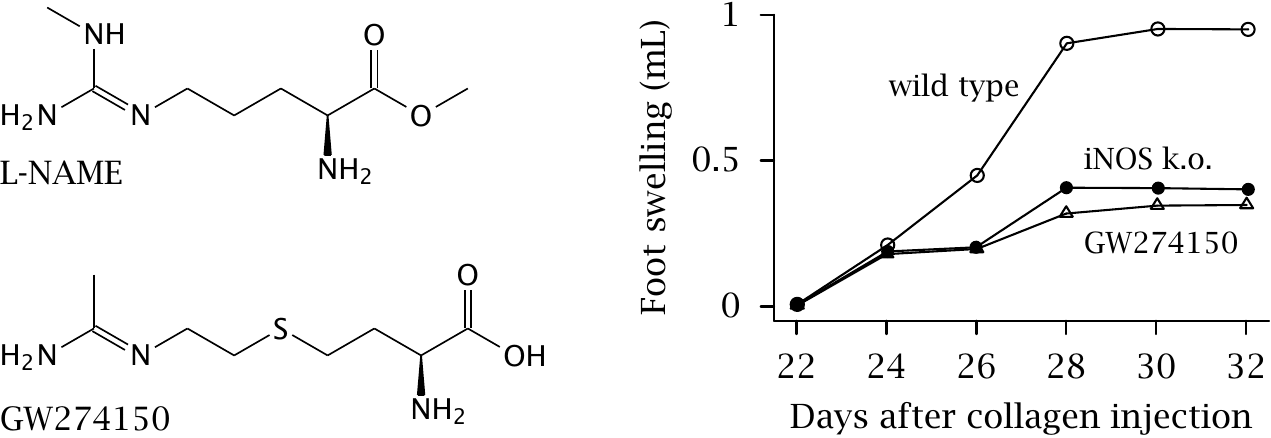 NH
H₂N
N
O
O
NH₂
L-NAME
H₂N
N
S
O
OH
NH₂
GW274150
Foot swelling (mL)
1
0.5
0
wild type
iNOS k.o.
GW274150
22 24 26 28 30 32
Days after collagen injection